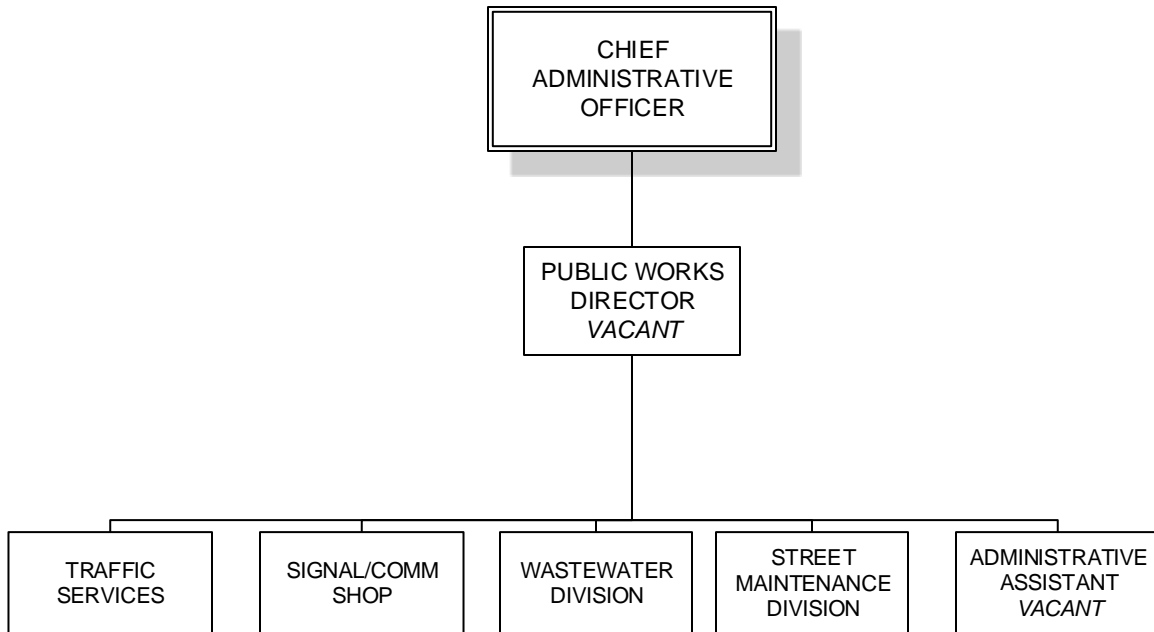 CHIEF
ADMINISTRATIVE
OFFICER
PUBLIC WORKS
DIRECTOR
VACANT
TRAFFIC
SERVICES
SIGNAL/COMM
SHOP
WASTEWATER
DIVISION
STREET
MAINTENANCE
DIVISION
ADMINISTRATIVE
ASSISTANT
VACANT